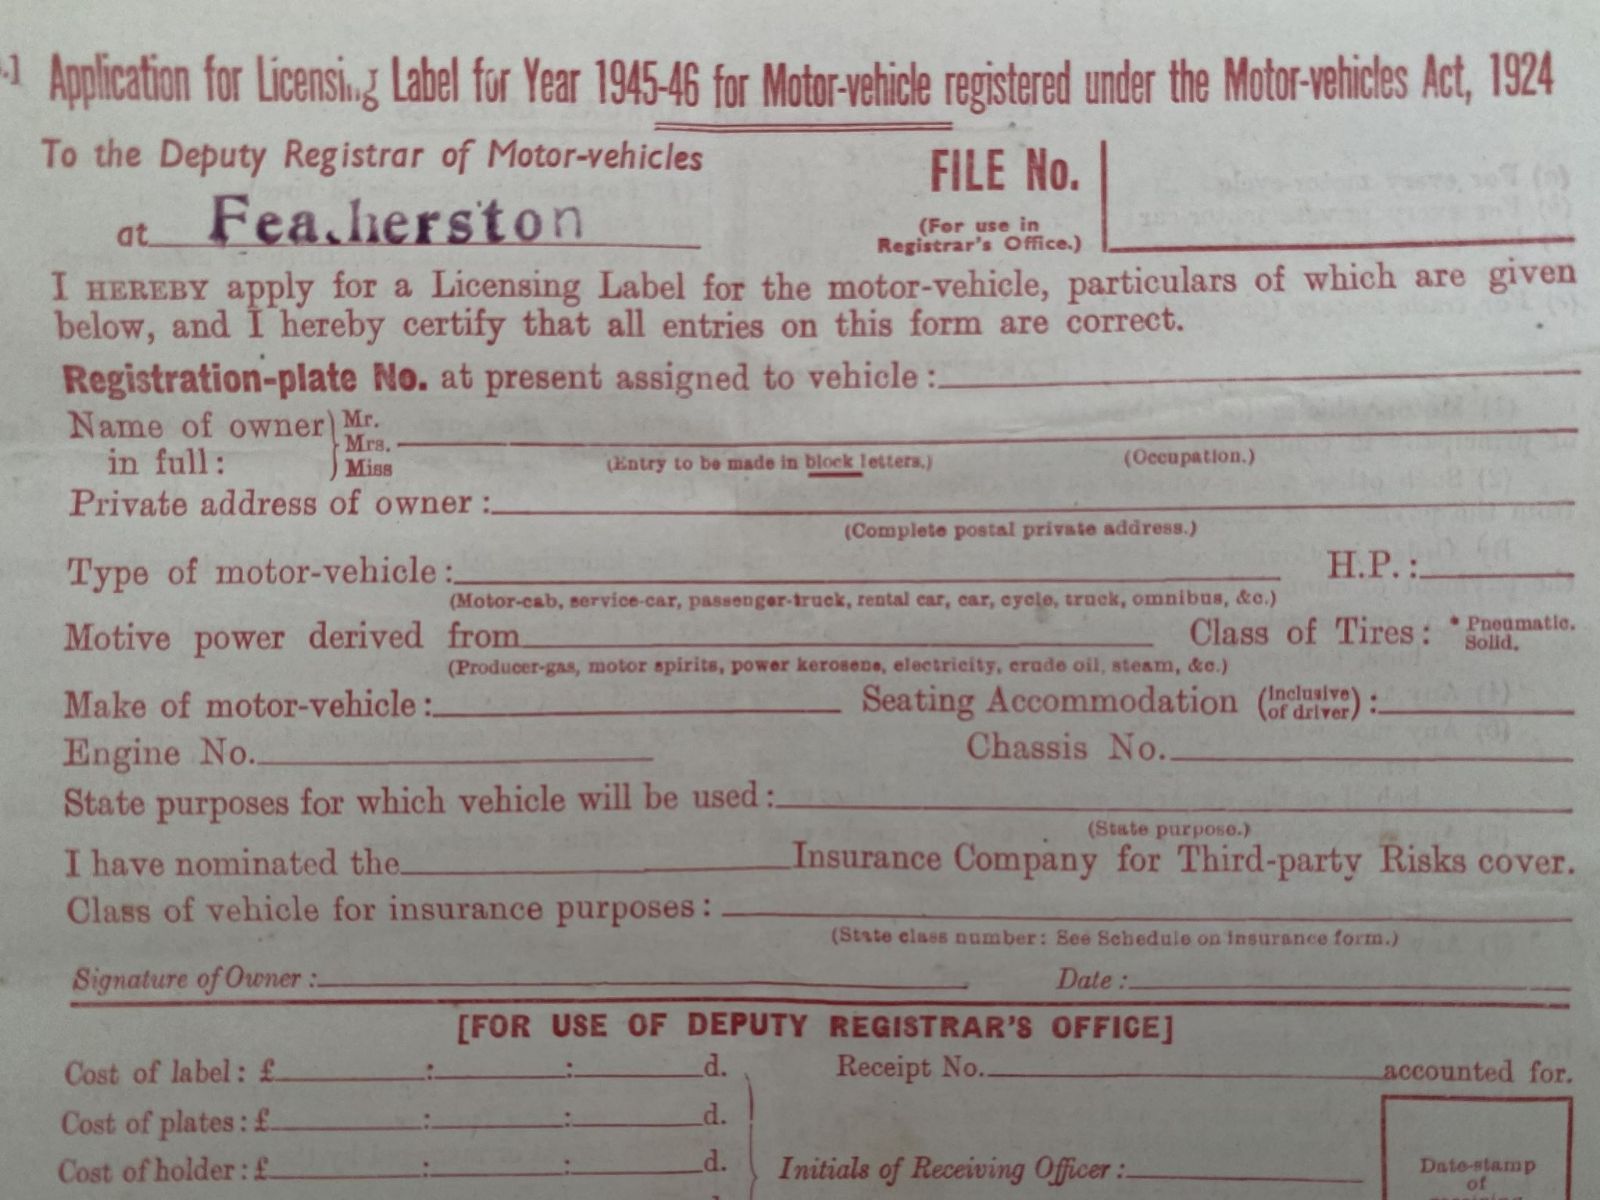 Application for Licensing Label for Year 1945-46 for Motor-vehicle registered under the Motor-vehicles Act, 1924
To the Deputy Registrar of Motor-vehicles
at Featherston
FILE No.
(For use in
Registrar's Office.)
I HEREBY apply for a Licensing Label for the motor-vehicle, particulars of which are given
below, and I hereby certify that all entries on this form are correct.
Registration-plate No. at present assigned to vehicle :
Name of owner in full : Mr. Mrs. Miss
(Entry to be made in block letters.) (Occupation.)
Private address of owner :
(Complete postal private address.)
Type of motor-vehicle : H.P. :
(Motor-cab, service-car, passenger-truck, rental car, car, cycle, truck, omnibus, &c.)
Motive power derived from Class of Tires : * Pneumatic. Solid.
(Producer-gas, motor spirits, power kerosene, electricity, crude oil, steam, &c.)
Make of motor-vehicle : Seating Accommodation (Inclusive of driver) :
Engine No. Chassis No.
State purposes for which vehicle will be used :
(State purpose.)
I have nominated the Insurance Company for Third-party Risks cover.
Class of vehicle for insurance purposes :
(State class number: See Schedule on insurance form.)
Signature of Owner : Date :
[FOR USE OF DEPUTY REGISTRAR'S OFFICE]
Cost of label : £ : : d. Receipt No. accounted for.
Cost of plates : £ : : d.
Cost of holder : £ : : d. Initials of Receiving Officer :
Date-stamp
of